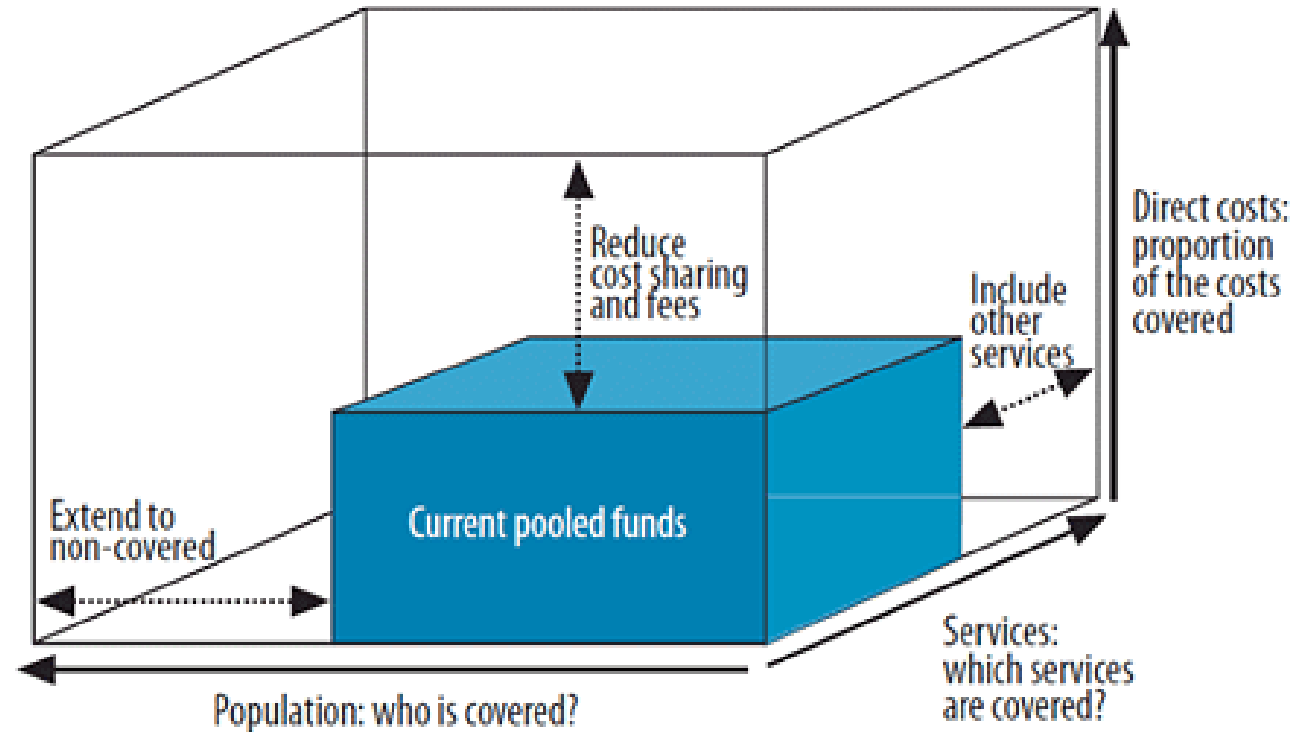 Reduce
cost sharing
and fees
Include
other
services
Direct costs:
proportion
of the costs
covered
Extend to
non-covered
Current pooled funds
Services:
which services
are covered?
Population: who is covered?